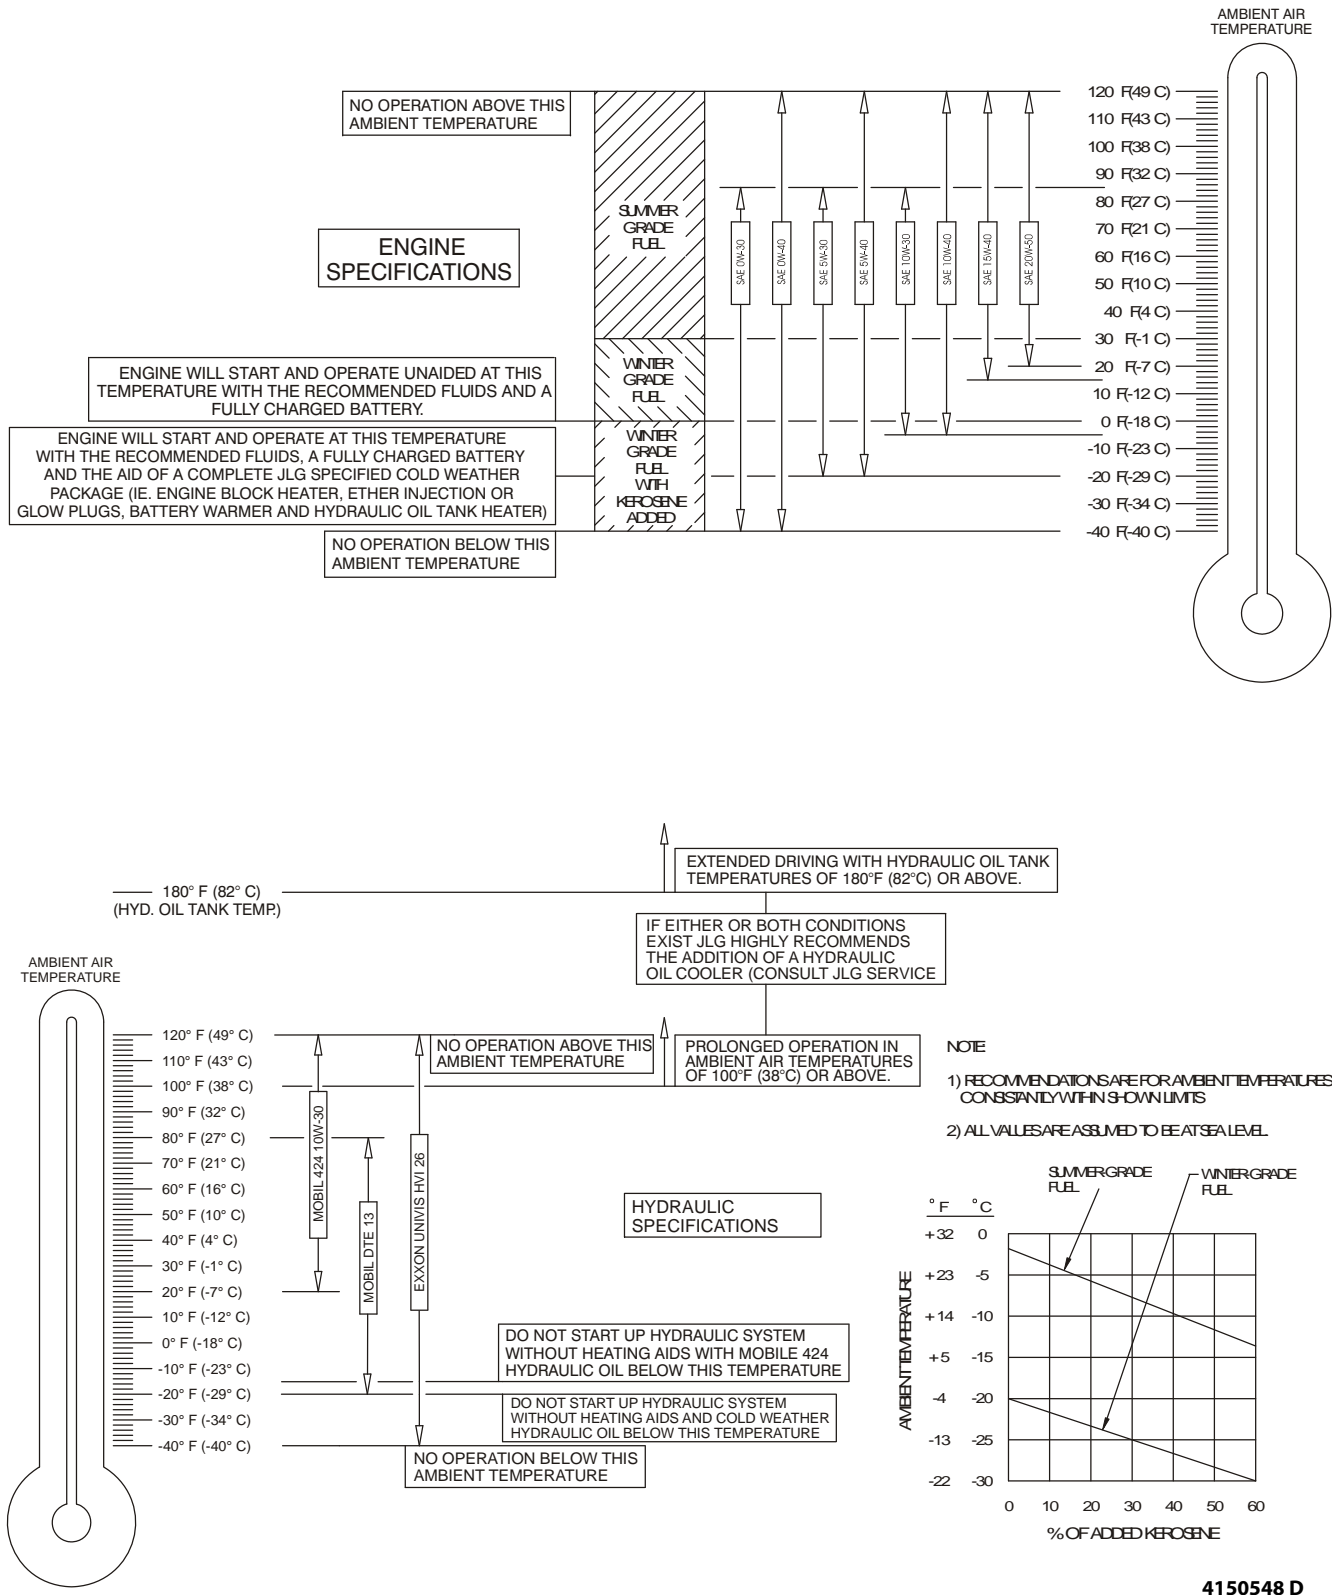 AMBIENT AIR
TEMPERATURE
NO OPERATION ABOVE THIS
AMBIENT TEMPERATURE
ENGINE
SPECIFICATIONS
SUMMER
GRADE
FUEL
WINTER
GRADE
FUEL
WINTER
GRADE
FUEL
WITH
KEROSENE
ADDED
ENGINE WILL START AND OPERATE UNAIDED AT THIS
TEMPERATURE WITH THE RECOMMENDED FLUIDS AND A
FULLY CHARGED BATTERY.
ENGINE WILL START AND OPERATE AT THIS TEMPERATURE
WITH THE RECOMMENDED FLUIDS, A FULLY CHARGED BATTERY
AND THE AID OF A COMPLETE JLG SPECIFIED COLD WEATHER
PACKAGE (IE. ENGINE BLOCK HEATER, ETHER INJECTION OR
GLOW PLUGS, BATTERY WARMER AND HYDRAULIC OIL TANK HEATER)
NO OPERATION BELOW THIS
AMBIENT TEMPERATURE
SAE 0W-30
SAE 0W-40
SAE 5W-30
SAE 5W-40
SAE 10W-30
SAE 10W-40
SAE 15W-40
SAE 20W-50
120 F(49 C)
110 F(43 C)
100 F(38 C)
90 F(32 C)
80 F(27 C)
70 F(21 C)
60 F(16 C)
50 F(10 C)
40 F(4 C)
30 F(-1 C)
20 F(-7 C)
10 F(-12 C)
0 F(-18 C)
-10 F(-23 C)
-20 F(-29 C)
-30 F(-34 C)
-40 F(-40 C)
180° F (82° C)
(HYD. OIL TANK TEMP.)
EXTENDED DRIVING WITH HYDRAULIC OIL TANK
TEMPERATURES OF 180°F (82°C) OR ABOVE.
IF EITHER OR BOTH CONDITIONS
EXIST JLG HIGHLY RECOMMENDS
THE ADDITION OF A HYDRAULIC
OIL COOLER (CONSULT JLG SERVICE
AMBIENT AIR
TEMPERATURE
120° F (49° C)
110° F (43° C)
100° F (38° C)
90° F (32° C)
80° F (27° C)
70° F (21° C)
60° F (16° C)
50° F (10° C)
40° F (4° C)
30° F (-1° C)
20° F (-7° C)
10° F (-12° C)
0° F (-18° C)
-10° F (-23° C)
-20° F (-29° C)
-30° F (-34° C)
-40° F (-40° C)
MOBIL 424 10W-30
MOBIL DTE 13
EXXON UNIVIS HVI 26
NO OPERATION ABOVE THIS
AMBIENT TEMPERATURE
PROLONGED OPERATION IN
AMBIENT AIR TEMPERATURES
OF 100°F (38°C) OR ABOVE.
HYDRAULIC
SPECIFICATIONS
DO NOT START UP HYDRAULIC SYSTEM
WITHOUT HEATING AIDS WITH MOBILE 424
HYDRAULIC OIL BELOW THIS TEMPERATURE
DO NOT START UP HYDRAULIC SYSTEM
WITHOUT HEATING AIDS AND COLD WEATHER
HYDRAULIC OIL BELOW THIS TEMPERATURE
NO OPERATION BELOW THIS
AMBIENT TEMPERATURE
NOTE:
1) RECOMMENDATIONS ARE FOR AMBIENT TEMPERATURES
CONSISTANTLY WITHIN SHOWN LIMITS
2) ALL VALUES ARE ASSUMED TO BE AT SEA LEVEL.
SUMMER-GRADE
FUEL
WINTER-GRADE
FUEL
AMBIENT TEMPERATURE
° F ° C
+32 0
+23 -5
+14 -10
+5 -15
-4 -20
-13 -25
-22 -30
0 10 20 30 40 50 60
% OF ADDED KEROSENE
4150548 D